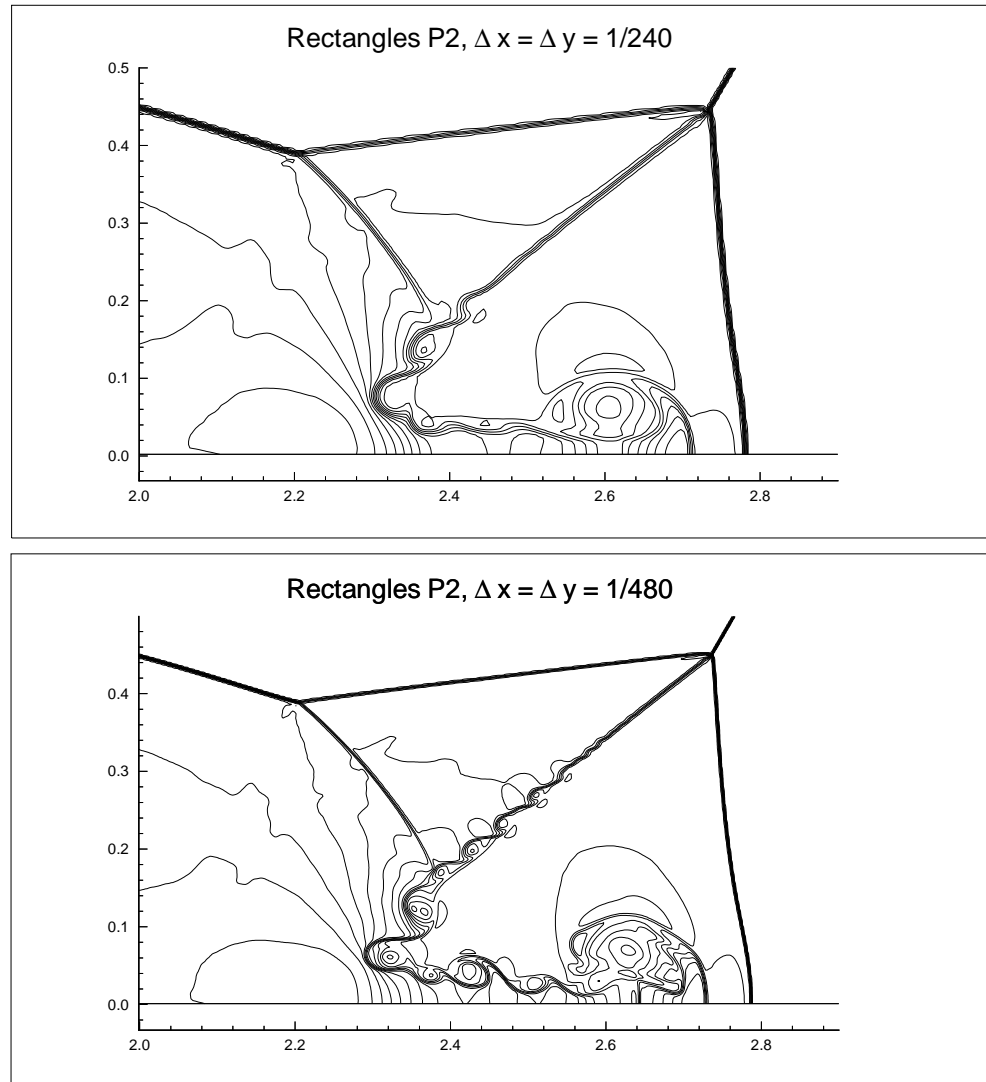 Rectangles P2, Δ x = Δ y = 1/240
0.5
0.4
0.3
0.2
0.1
0.0
2.0 2.2 2.4 2.6 2.8
Rectangles P2, Δ x = Δ y = 1/480
0.4
0.3
0.2
0.1
0.0
2.0 2.2 2.4 2.6 2.8